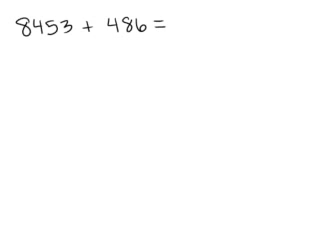 8453 + 486 =